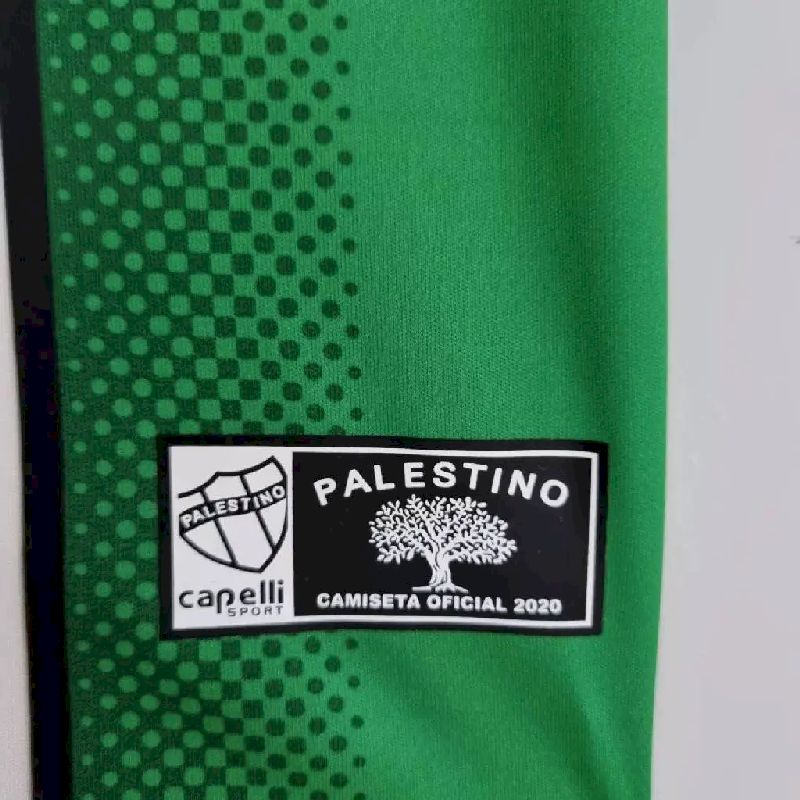 PALESTINO
capelli
SPORT
PALESTINO
CAMISETA OFICIAL 2020